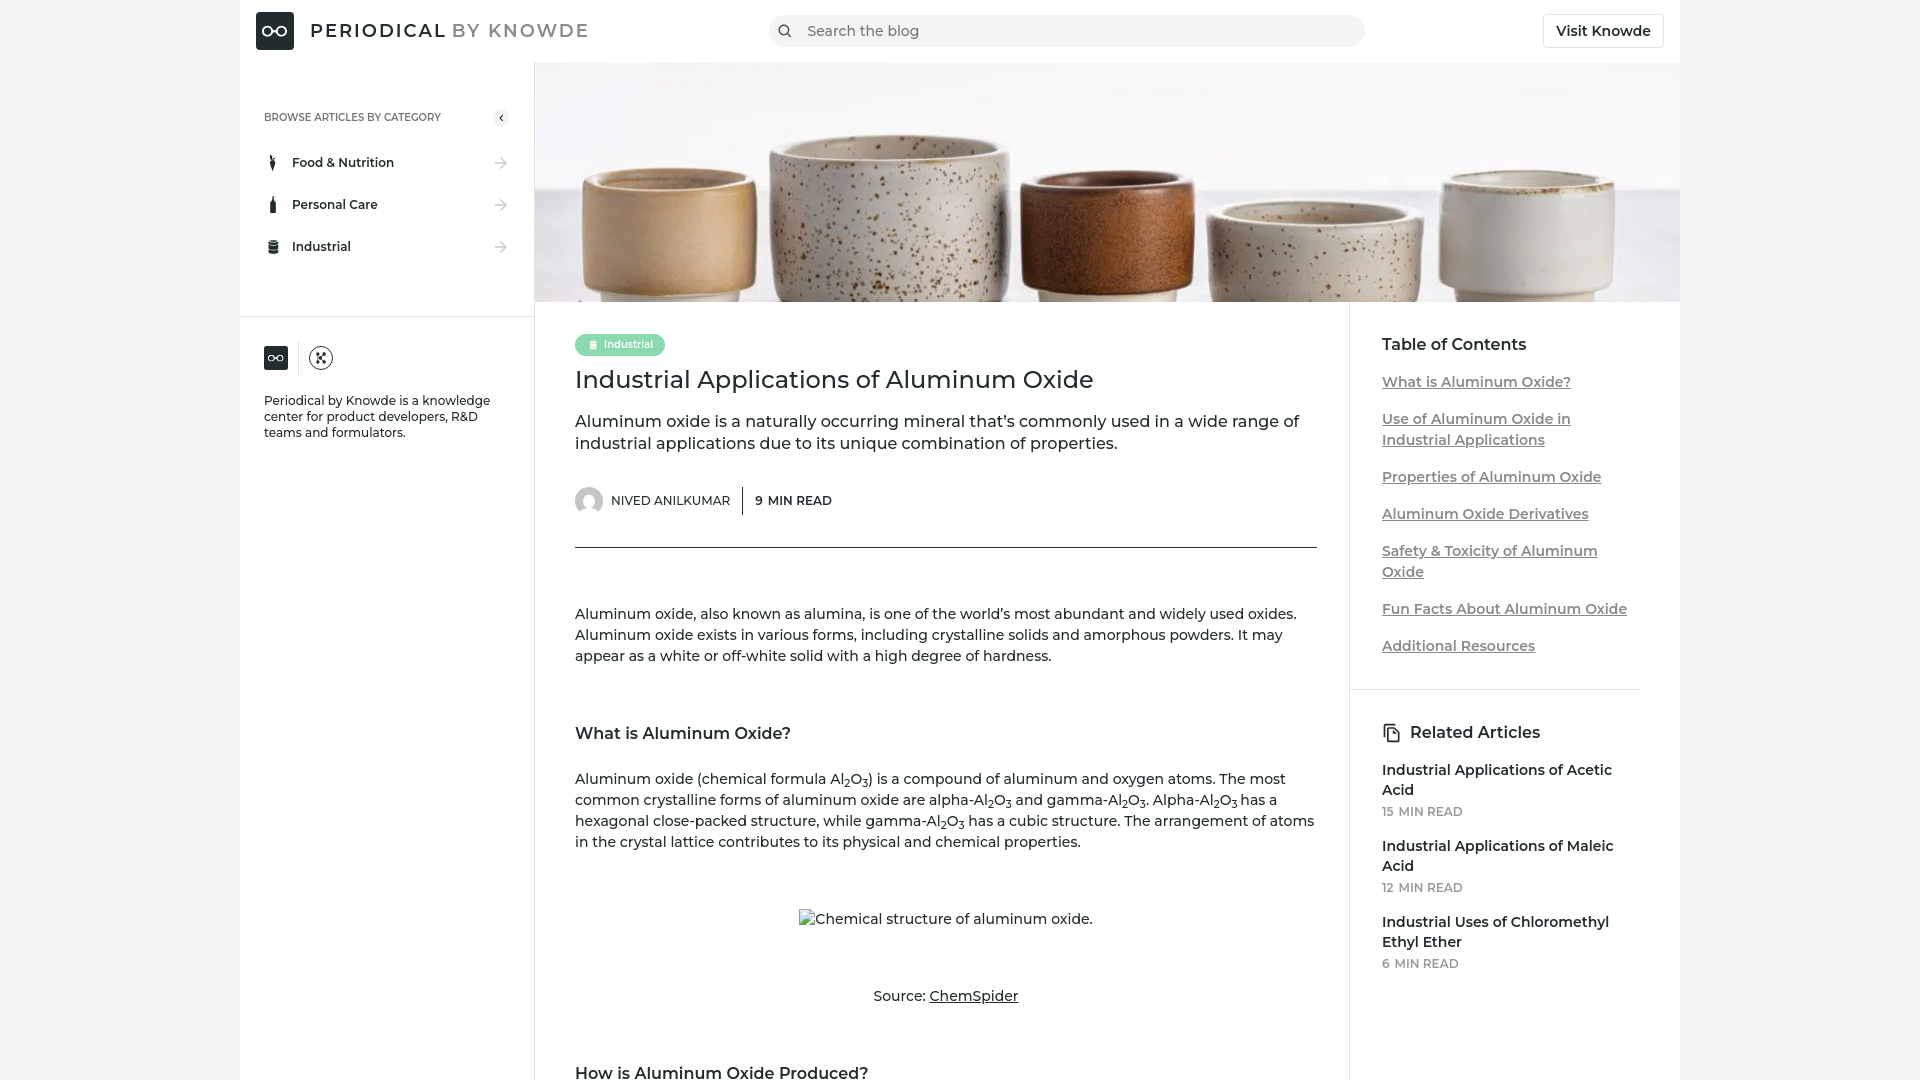 PERIODICAL BY KNOWDE
Search the blog
Visit Knowde
BROWSE ARTICLES BY CATEGORY
Food & Nutrition
Personal Care
Industrial
Periodical by Knowde is a knowledge
center for product developers, R&D
teams and formulators.
Industrial
Industrial Applications of Aluminum Oxide
Aluminum oxide is a naturally occurring mineral that’s commonly used in a wide range of
industrial applications due to its unique combination of properties.
NIVED ANILKUMAR
9 MIN READ
Aluminum oxide, also known as alumina, is one of the world’s most abundant and widely used oxides.
Aluminum oxide exists in various forms, including crystalline solids and amorphous powders. It may
appear as a white or off-white solid with a high degree of hardness.
What is Aluminum Oxide?
Aluminum oxide (chemical formula Al₂O₃) is a compound of aluminum and oxygen atoms. The most
common crystalline forms of aluminum oxide are alpha-Al₂O₃ and gamma-Al₂O₃. Alpha-Al₂O₃ has a
hexagonal close-packed structure, while gamma-Al₂O₃ has a cubic structure. The arrangement of atoms
in the crystal lattice contributes to its physical and chemical properties.
Chemical structure of aluminum oxide.
Source: ChemSpider
How is Aluminum Oxide Produced?
Table of Contents
What is Aluminum Oxide?
Use of Aluminum Oxide in
Industrial Applications
Properties of Aluminum Oxide
Aluminum Oxide Derivatives
Safety & Toxicity of Aluminum
Oxide
Fun Facts About Aluminum Oxide
Additional Resources
Related Articles
Industrial Applications of Acetic
Acid
15 MIN READ
Industrial Applications of Maleic
Acid
12 MIN READ
Industrial Uses of Chloromethyl
Ethyl Ether
6 MIN READ